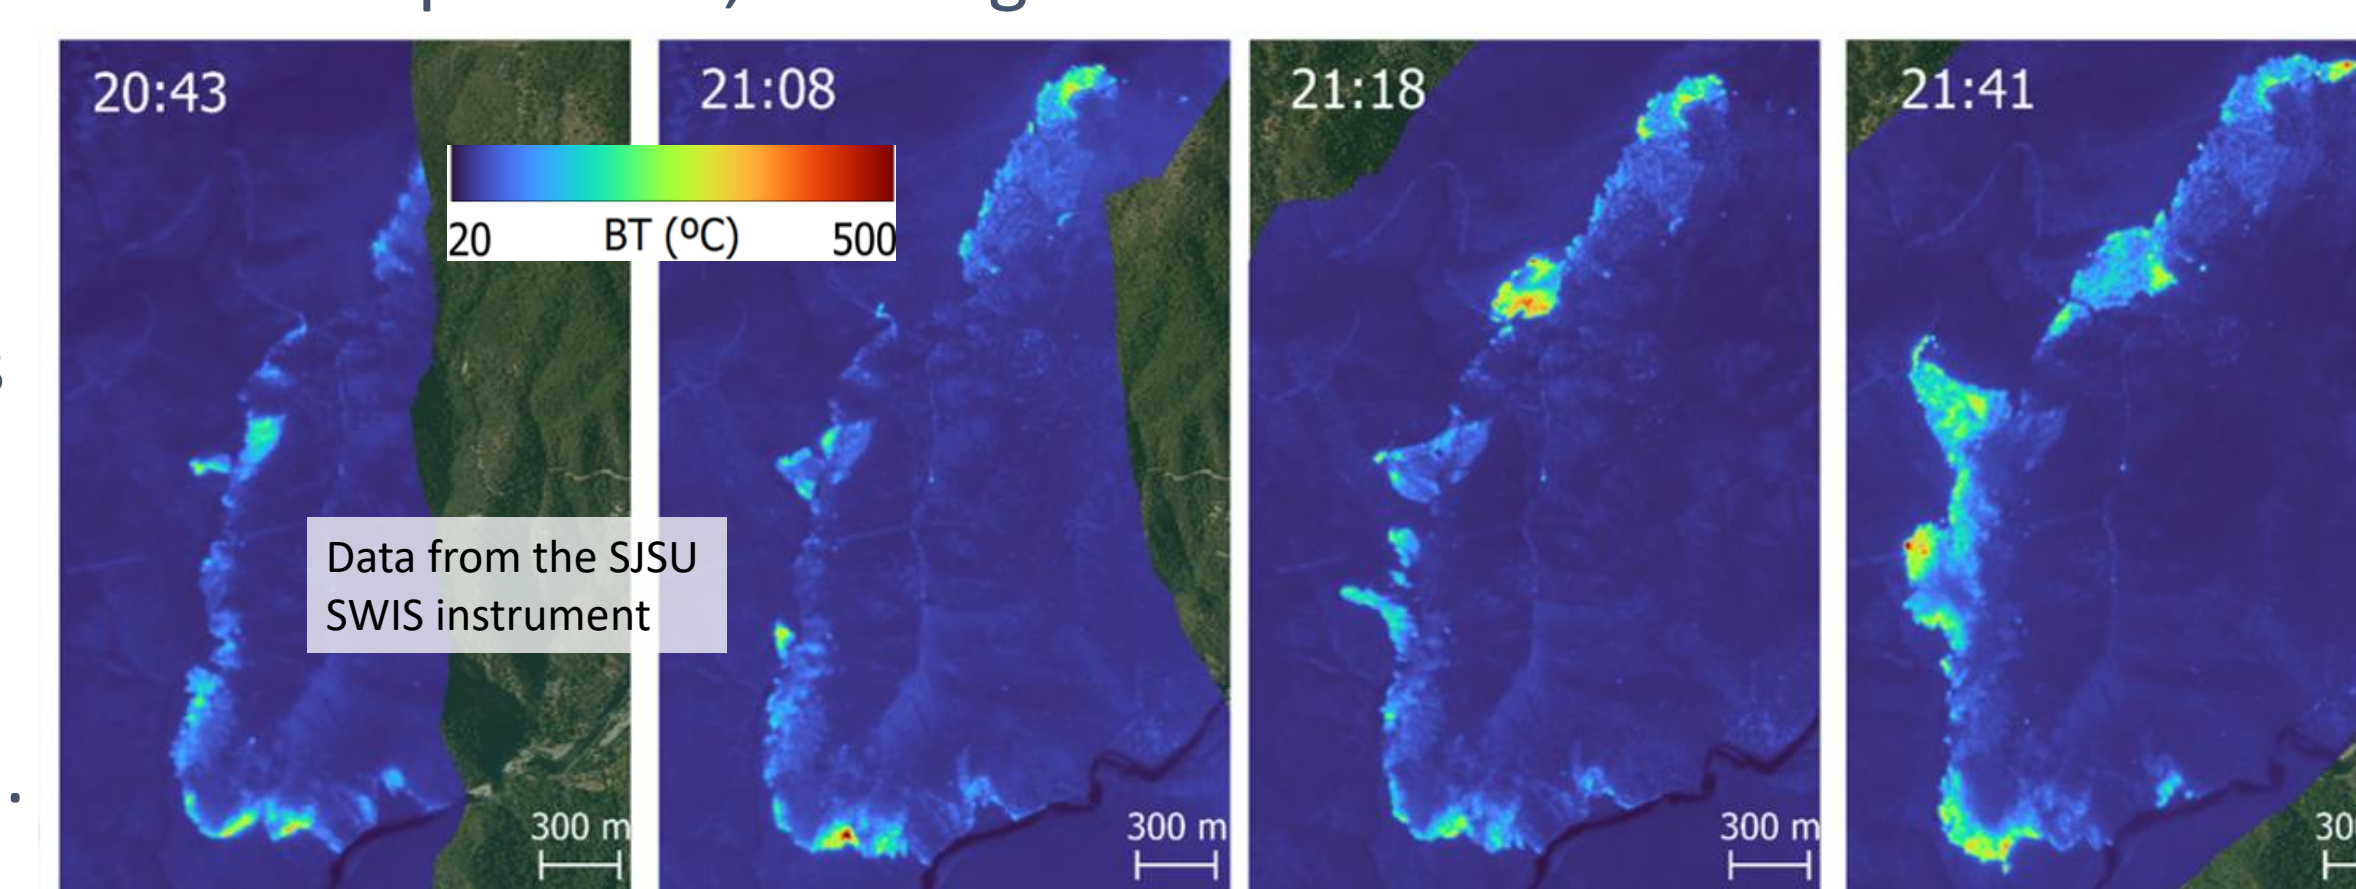 20:43
21:08
21:18
21:41
20 BT (ºC) 500
Data from the SJSU
SWIS instrument
300 m
300 m
300 m